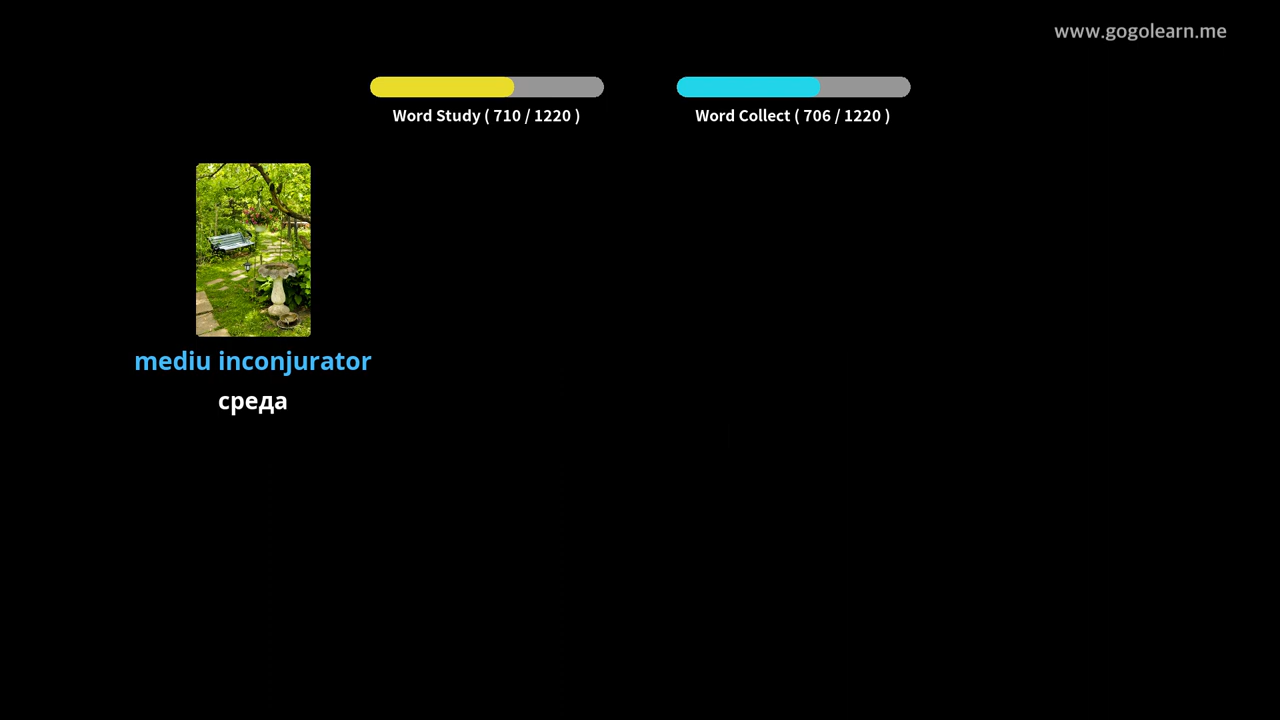 www.gogolearn.me
Word Study ( 710 / 1220 )
Word Collect ( 706 / 1220 )
mediu inconjurator
среда